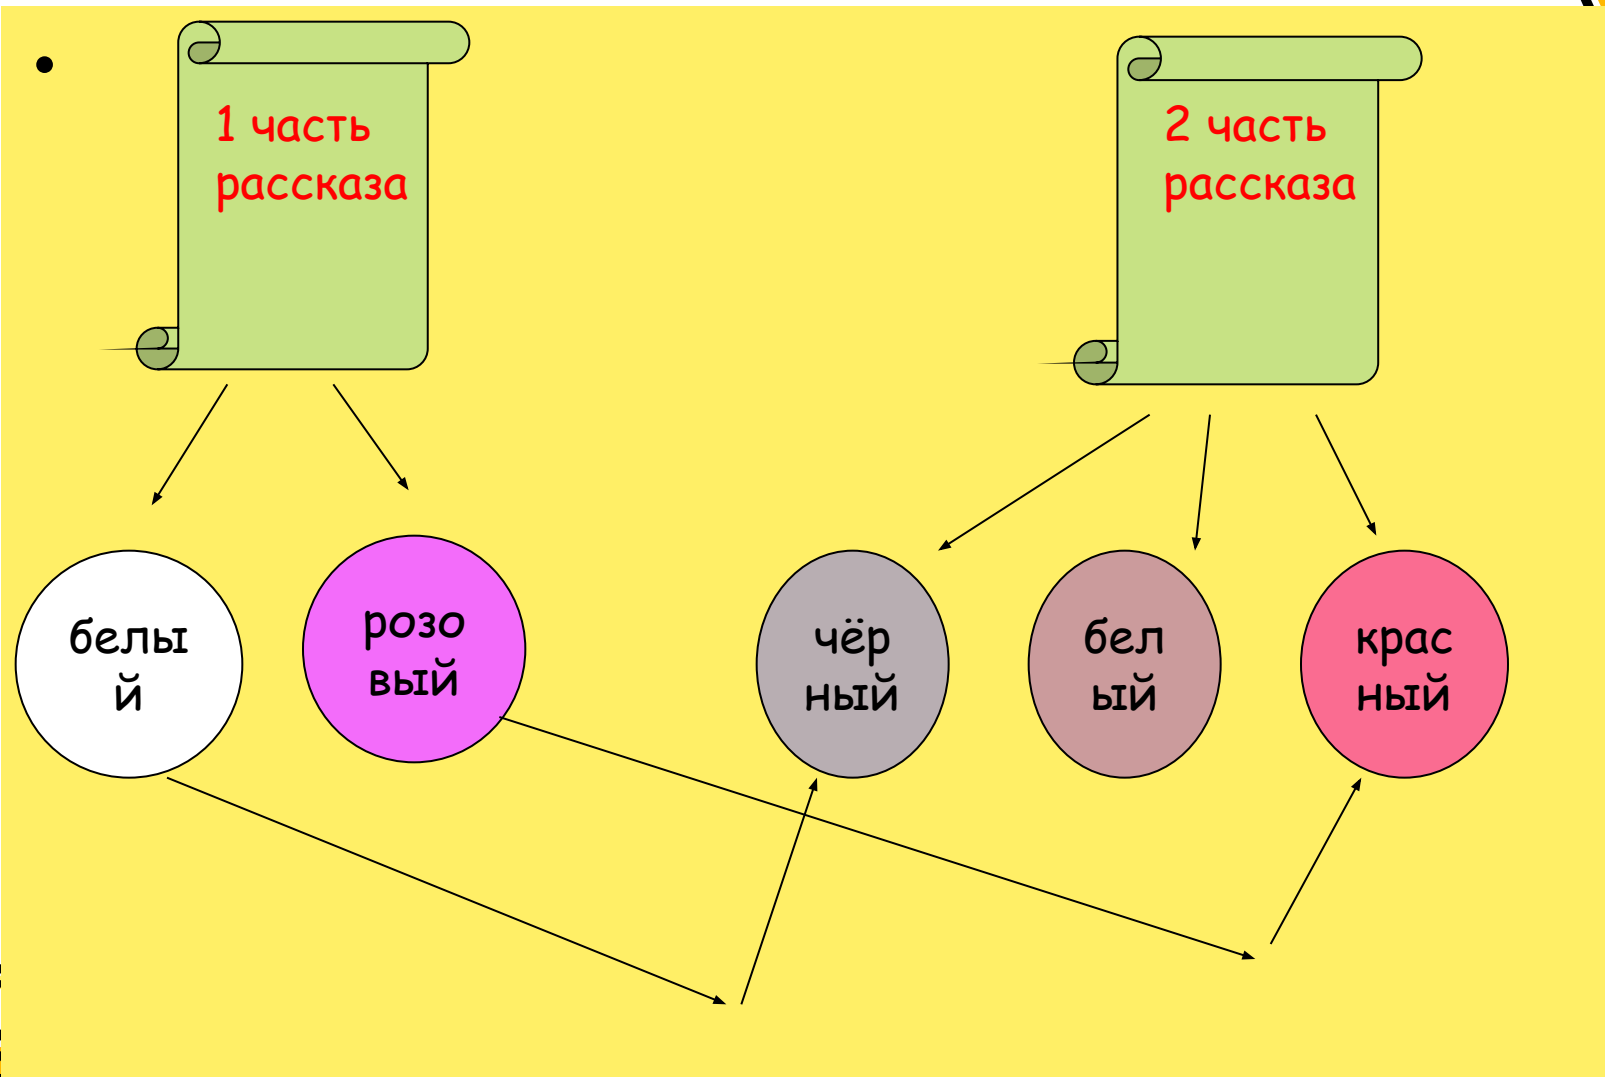 1 часть
рассказа
2 часть
рассказа
белы
й
розо
вый
чёр
ный
бел
ый
крас
ный